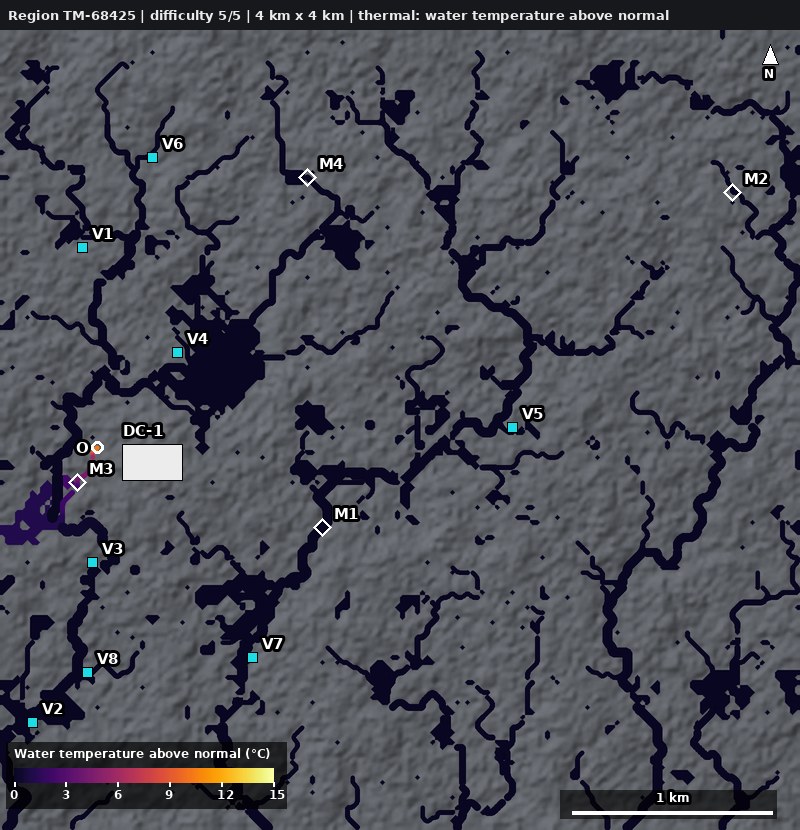 Region TM-68425 | difficulty 5/5 | 4 km x 4 km | thermal: water temperature above normal
N
V6
M4
M2
V1
V4
V5
DC-1
O
M3
M1
V3
V7
V8
V2
Water temperature above normal (°C)
0 3 6 9 12 15
1 km